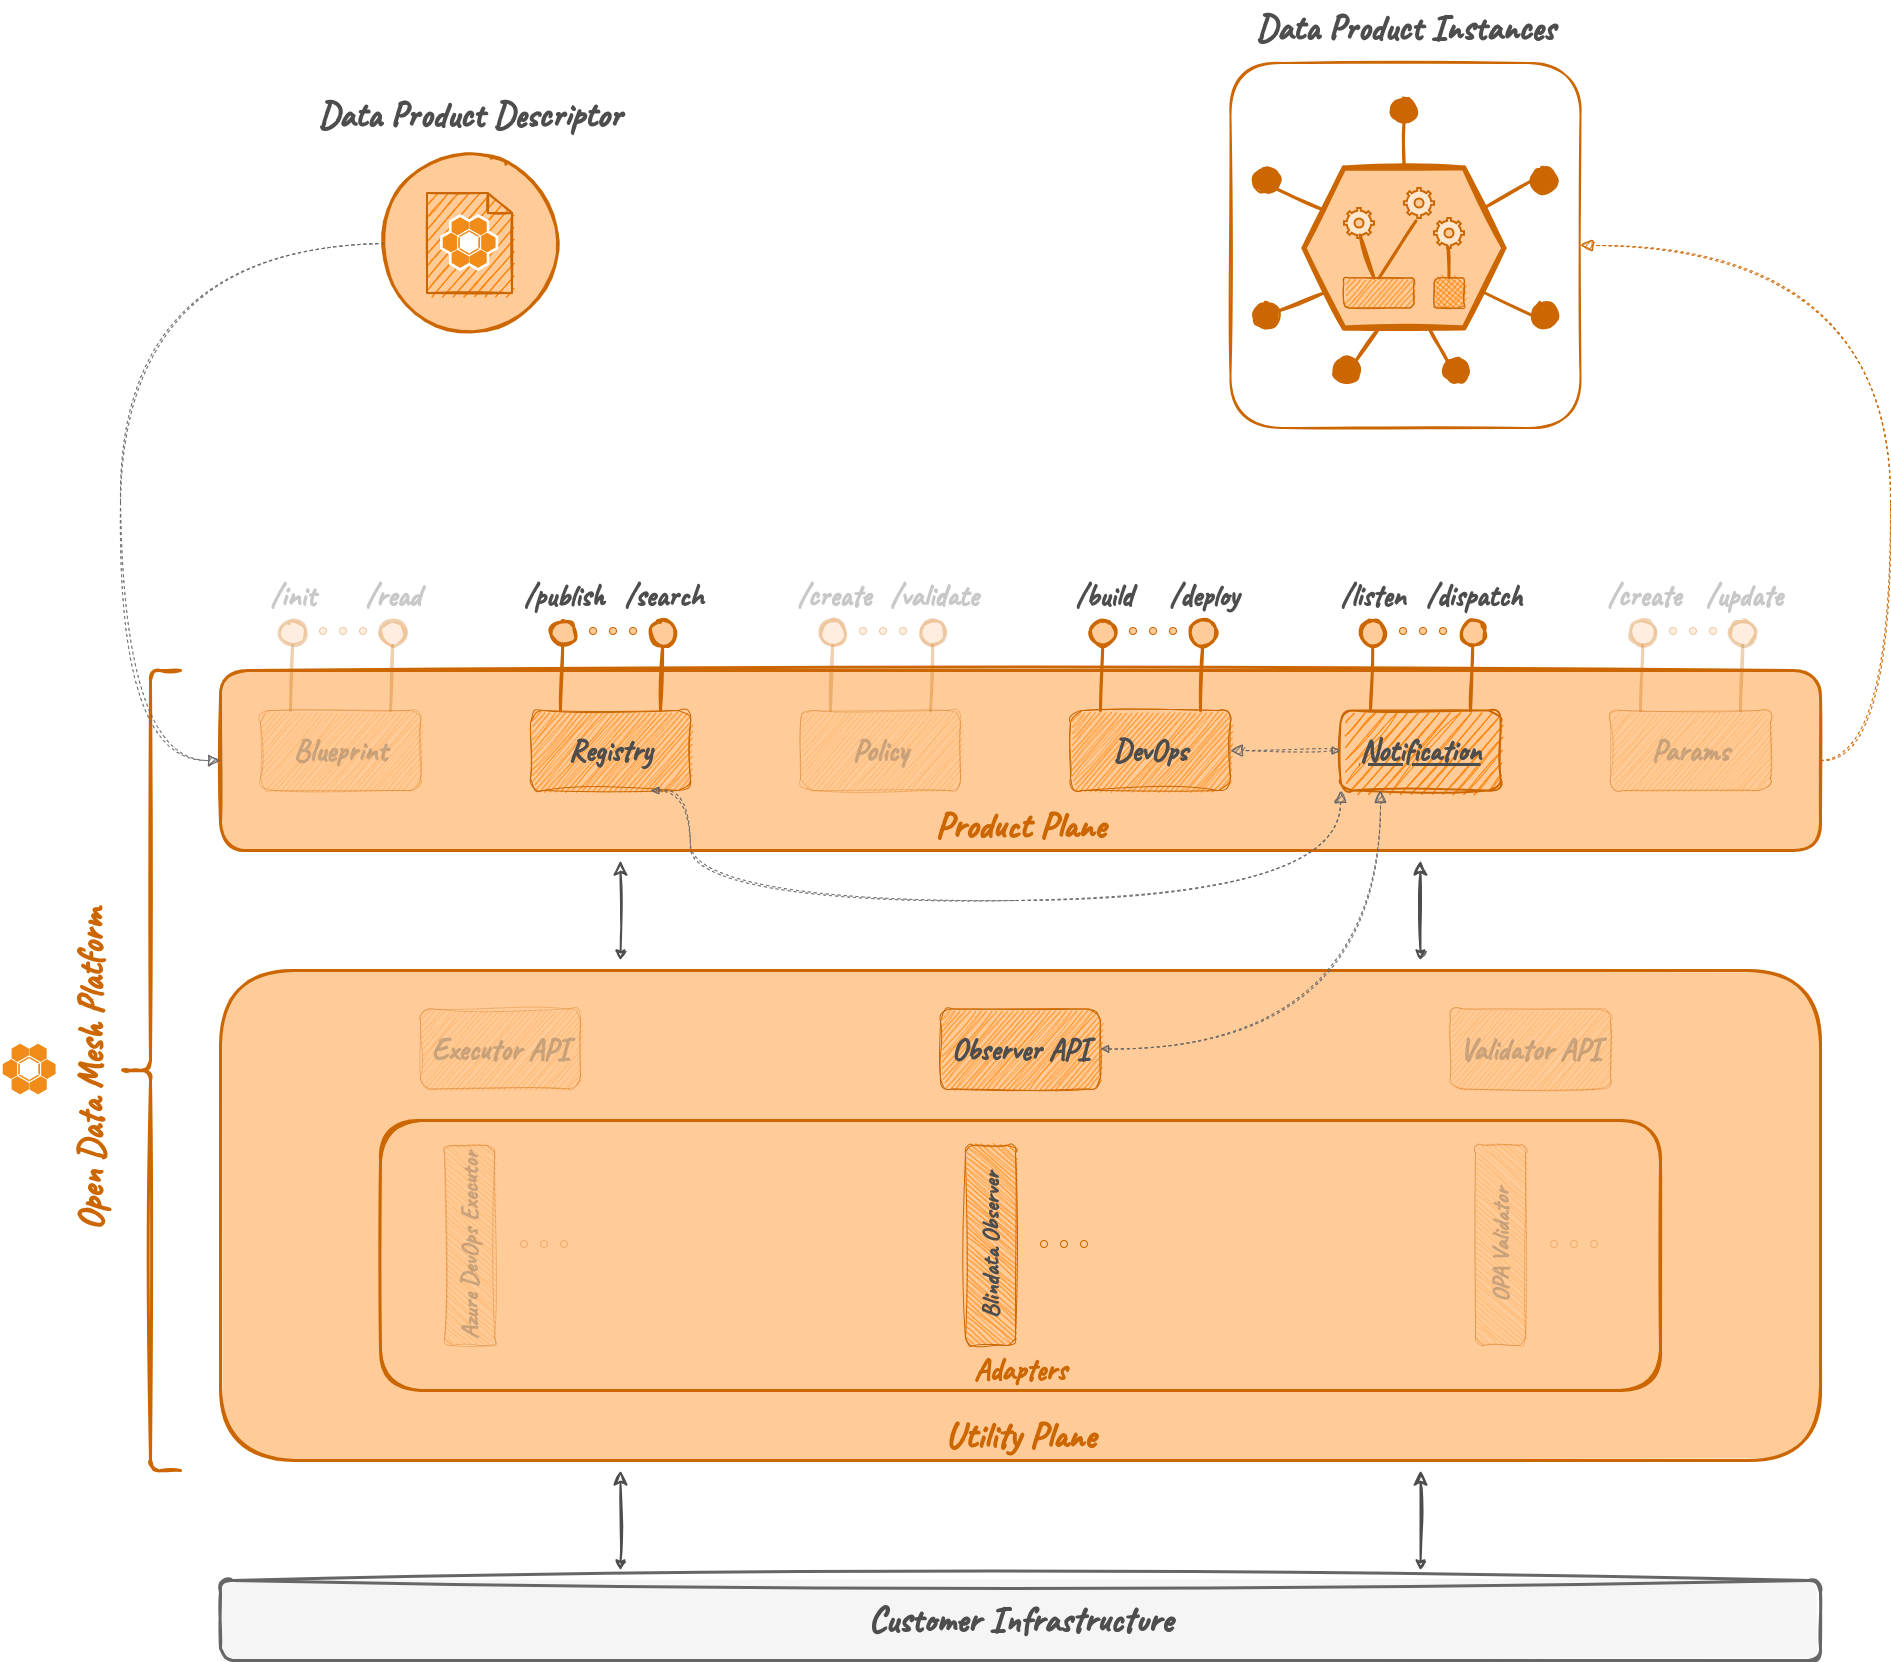 Data Product Instances
Data Product Descriptor
/init
/read
/publish
/search
/create
/validate
/build
/deploy
/listen
/dispatch
/create
/update
Blueprint
Registry
Policy
DevOps
Notification
Params
Product Plane
Open Data Mesh Platform
Executor API
Observer API
Validator API
Azure DevOps Executor
Blindata Observer
OPA Validator
Adapters
Utility Plane
Customer Infrastructure